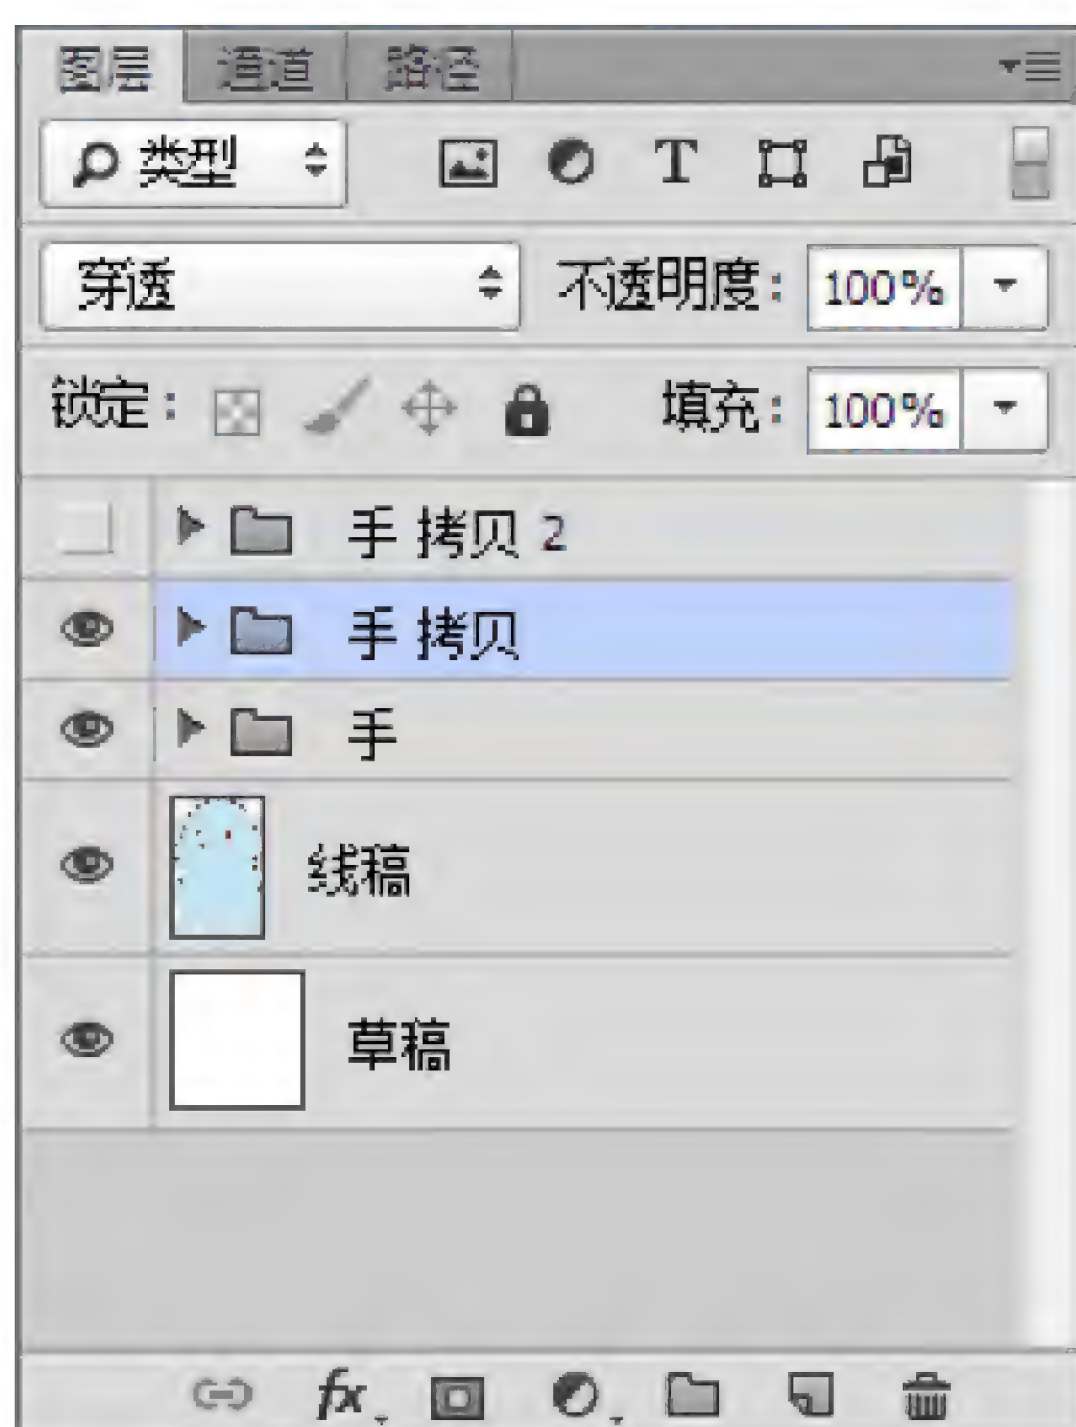 图层 通道 路径
类型 T
穿透 不透明度： 100%
锁定： 填充： 100%
手 拷贝 2
手 拷贝
手
线稿
草稿
fx.